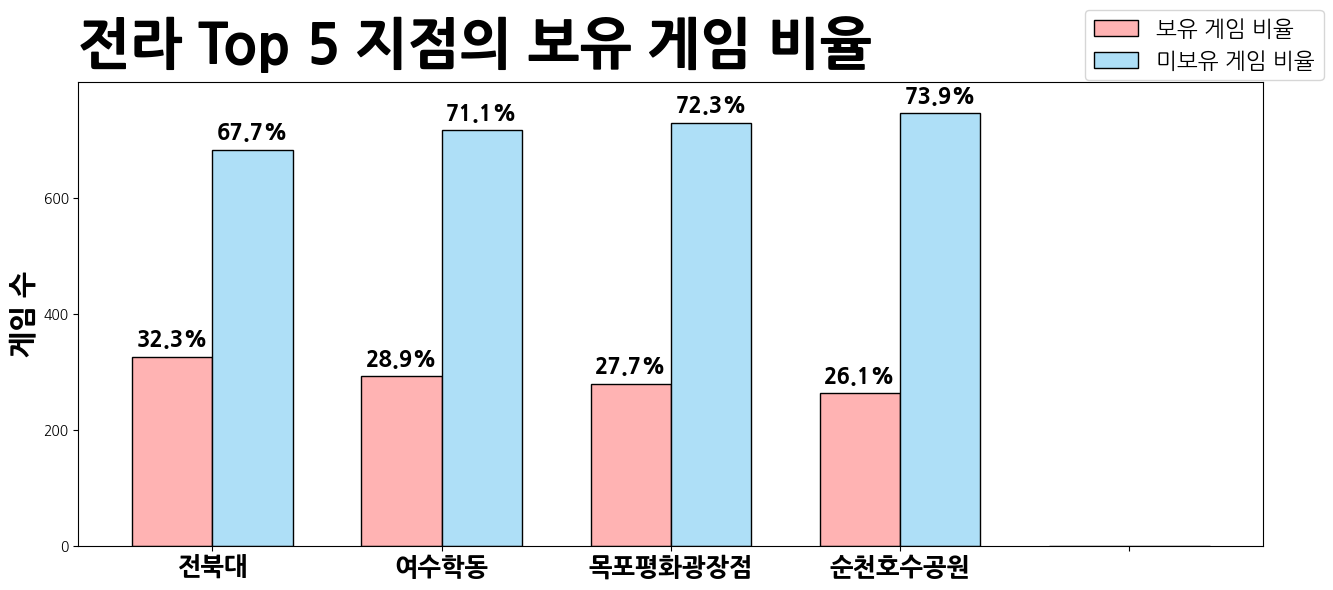 전라 Top 5 지점의 보유 게임 비율
보유 게임 비율
미보유 게임 비율
게임 수
600
400
200
0
32.3%
67.7%
28.9%
71.1%
27.7%
72.3%
26.1%
73.9%
전북대
여수학동
목포평화광장점
순천호수공원